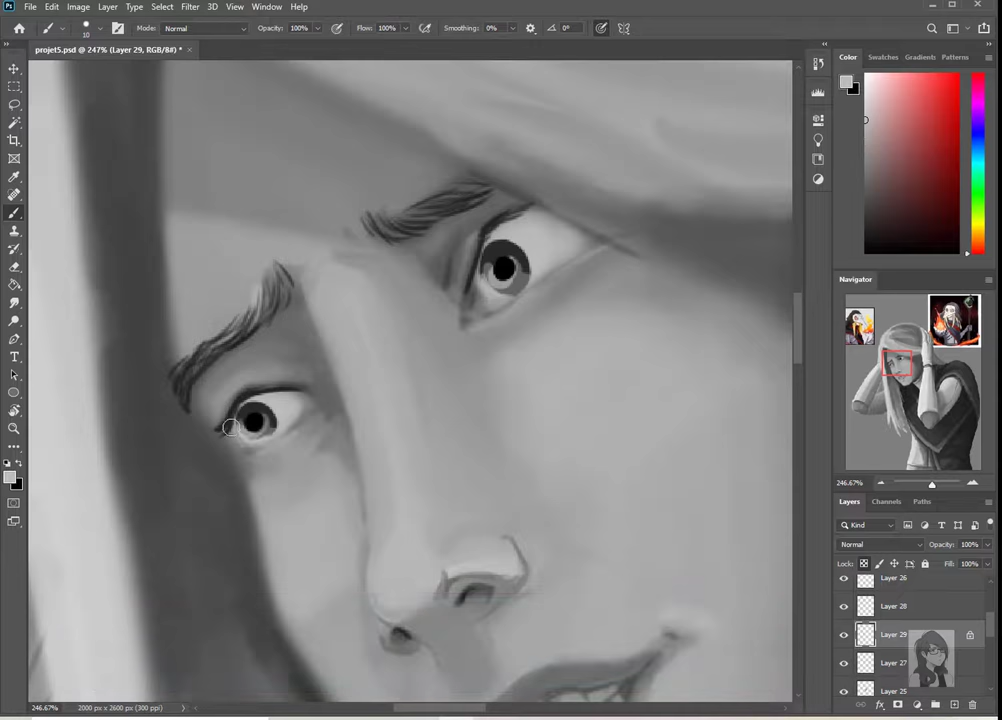 Ps File Edit Image Layer Type Select Filter 3D View Window Help
10 Mode: Normal Opacity: 100% Flow: 100% Smoothing: 0% 0°
projet5.psd @ 247% (Layer 29, RGB/8#) * ×
Color Swatches Gradients Patterns
Navigator
246.67%
Layers Channels Paths
Kind
Normal Opacity: 100%
Lock: Fill: 100%
Layer 26
Layer 28
Layer 29
Layer 27
Layer 25
fx
246.67% 2000 px x 2600 px (300 ppi)